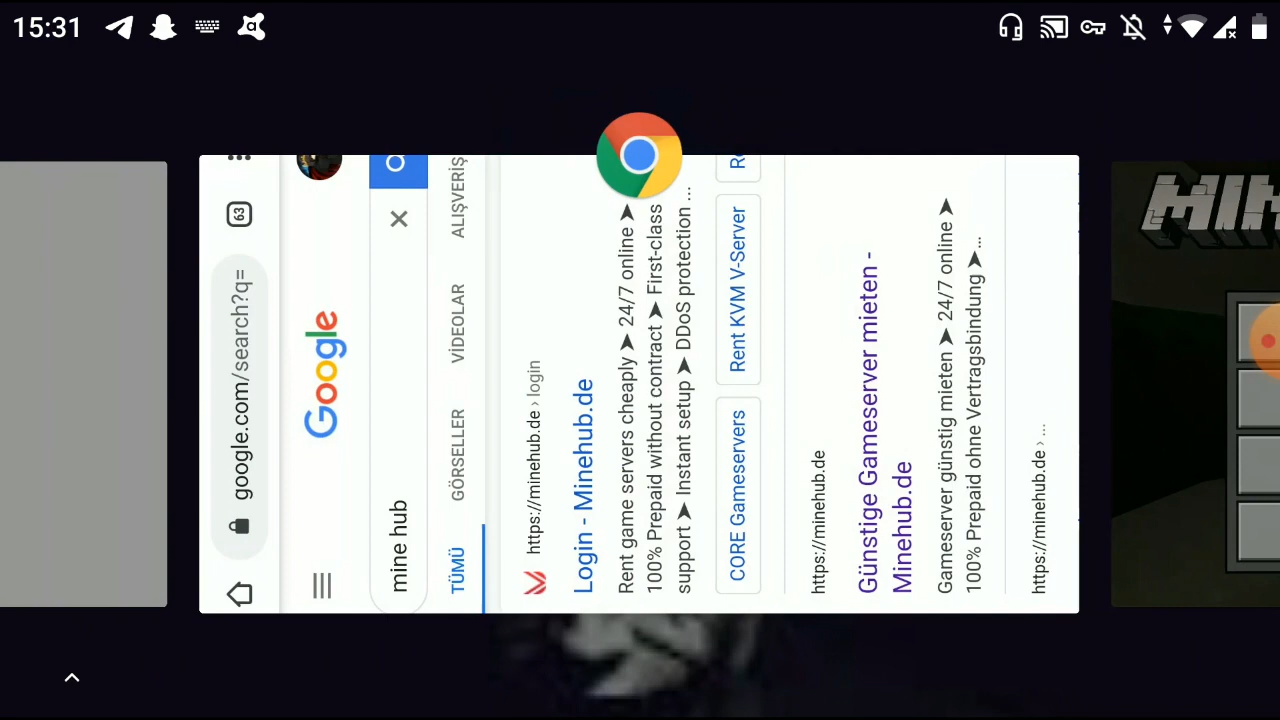 15:31
63
google.com/search?q=
Google
mine hub
TÜMÜ GÖRSELLER VİDEOLAR ALIŞVERİŞ
https://minehub.de › login
Login - Minehub.de
Rent game servers cheaply ➤ 24/7 online ➤
100% Prepaid without contract ➤ First-class
support ➤ Instant setup ➤ DDoS protection ...
CORE Gameservers Rent KVM V-Server
https://minehub.de
Günstige Gameserver mieten -
Minehub.de
Gameserver günstig mieten ➤ 24/7 online ➤
100% Prepaid ohne Vertragsbindung ➤...
https://minehub.de › ...